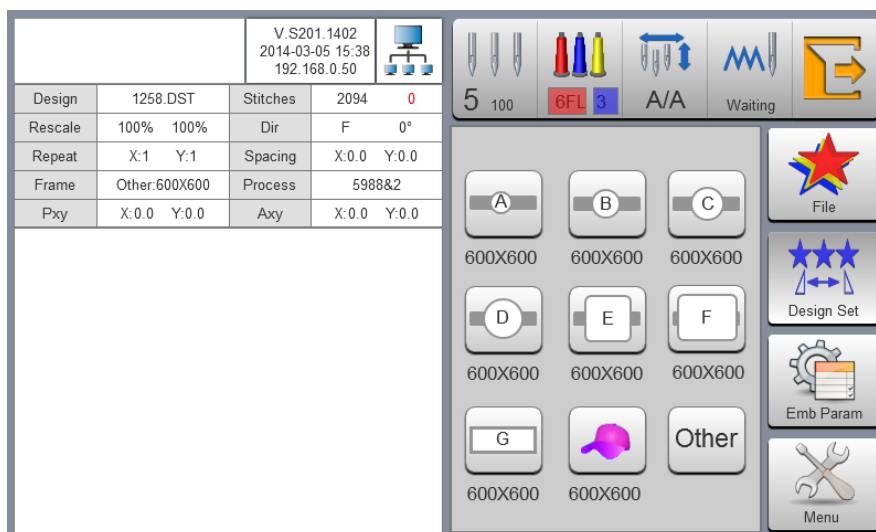 V.S201.1402
2014-03-05 15:38
192.168.0.50
Design 1258.DST Stitches 2094 0
Rescale 100% 100% Dir F 0°
Repeat X:1 Y:1 Spacing X:0.0 Y:0.0
Frame Other:600X600 Process 5988&2
Pxy X:0.0 Y:0.0 Axy X:0.0 Y:0.0
5 100 6FL 3 A/A Waiting
A B C
600X600 600X600 600X600
D E F
600X600 600X600 600X600
G Other
600X600 600X600
File
Design Set
Emb Param
Menu